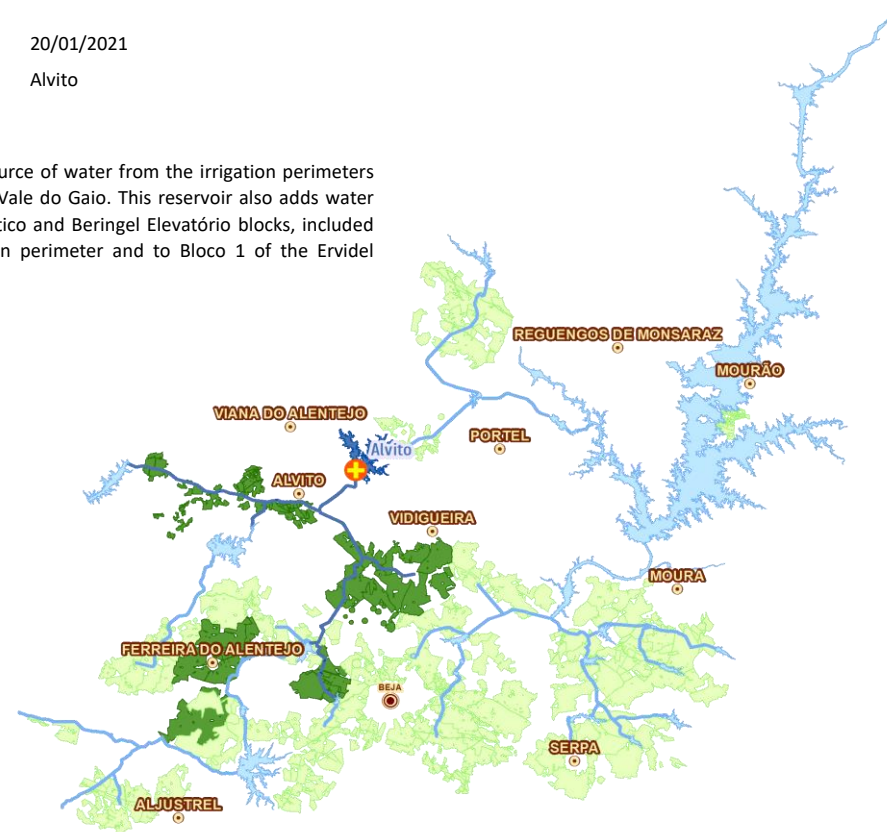 20/01/2021
Alvito
urce of water from the irrigation perimeters
Vale do Gaio. This reservoir also adds water
tico and Beringel Elevatório blocks, included
n perimeter and to Bloco 1 of the Ervidel
REGUENGOS DE MONSARAZ
MOURÃO
VIANA DO ALENTEJO
Alvito
PORTEL
ALVITO
VIDIGUEIRA
MOURA
FERREIRA DO ALENTEJO
BEJA
SERPA
ALJUSTREL